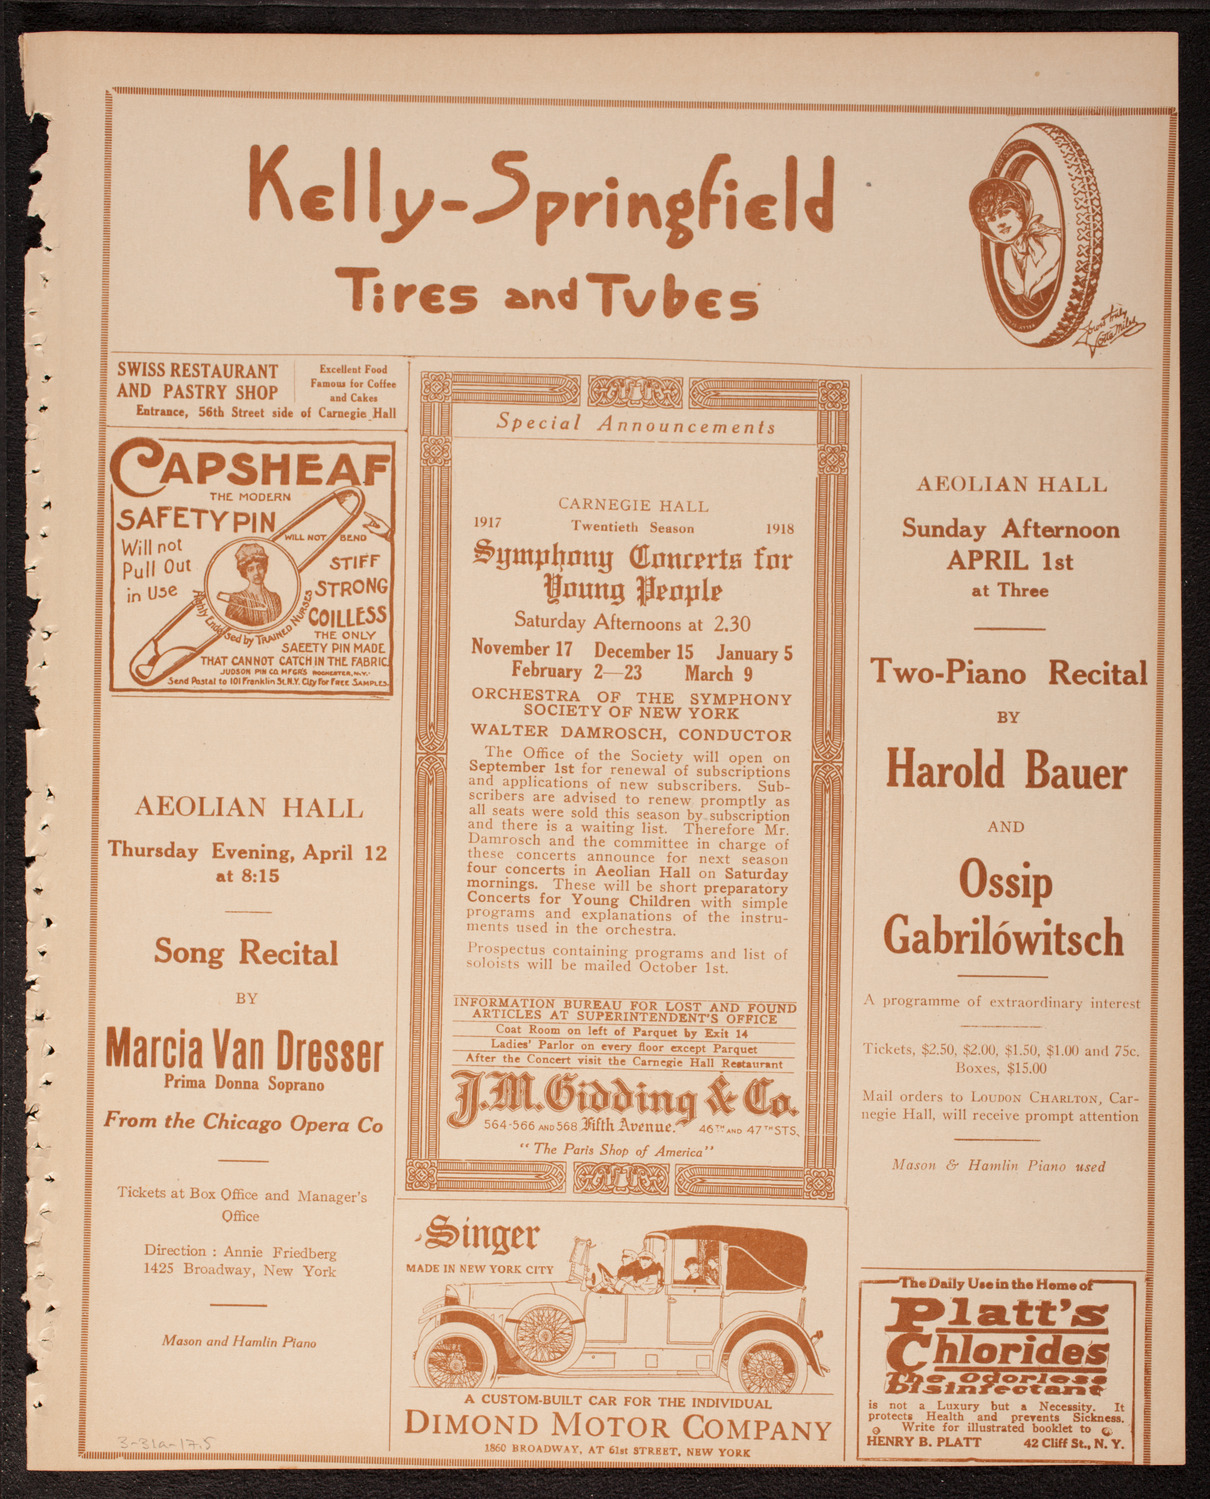 Kelly-Springfield
Tires and Tubes
Yours truly
Lotta Miles
SWISS RESTAURANT
AND PASTRY SHOP
Excellent Food
Famous for Coffee
and Cakes
Entrance, 56th Street side of Carnegie Hall
CAPSHEAF
THE MODERN
SAFETY PIN
WILL NOT BEND
Will not
Pull Out
in Use
STIFF
STRONG
COILLESS
Highly Endorsed by TRAINED NURSES
THE ONLY
SAFETY PIN MADE
THAT CANNOT CATCH IN THE FABRIC.
JUDSON PIN CO. MFGRS ROCHESTER, N.Y.
Send Postal to 101 Franklin St. N.Y. City For FREE SAMPLES.
AEOLIAN HALL
Thursday Evening, April 12
at 8:15
Song Recital
BY
Marcia Van Dresser
Prima Donna Soprano
From the Chicago Opera Co
Tickets at Box Office and Manager's
Office
Direction : Annie Friedberg
1425 Broadway, New York
Mason and Hamlin Piano
3-31a-17.5
Special Announcements
CARNEGIE HALL
1917 Twentieth Season 1918
Symphony Concerts for
Young People
Saturday Afternoons at 2.30
November 17 December 15 January 5
February 2—23 March 9
ORCHESTRA OF THE SYMPHONY
SOCIETY OF NEW YORK
WALTER DAMROSCH, CONDUCTOR
The Office of the Society will open on
September 1st for renewal of subscriptions
and applications of new subscribers. Sub-
scribers are advised to renew promptly as
all seats were sold this season by subscription
and there is a waiting list. Therefore Mr.
Damrosch and the committee in charge of
these concerts announce for next season
four concerts in Aeolian Hall on Saturday
mornings. These will be short preparatory
Concerts for Young Children with simple
programs and explanations of the instru-
ments used in the orchestra.
Prospectus containing programs and list of
soloists will be mailed October 1st.
INFORMATION BUREAU FOR LOST AND FOUND
ARTICLES AT SUPERINTENDENT'S OFFICE
Coat Room on left of Parquet by Exit 14
Ladies' Parlor on every floor except Parquet
After the Concert visit the Carnegie Hall Restaurant
J.M. Gidding & Co.
564-566 AND 568 Fifth Avenue. 46TH AND 47TH STS.
"The Paris Shop of America"
Singer
MADE IN NEW YORK CITY
A CUSTOM-BUILT CAR FOR THE INDIVIDUAL
DIMOND MOTOR COMPANY
1860 BROADWAY, AT 61st STREET, NEW YORK
AEOLIAN HALL
Sunday Afternoon
APRIL 1st
at Three
Two-Piano Recital
BY
Harold Bauer
AND
Ossip
Gabrilówitsch
A programme of extraordinary interest
Tickets, $2.50, $2.00, $1.50, $1.00 and 75c.
Boxes, $15.00
Mail orders to LOUDON CHARLTON, Car-
negie Hall, will receive prompt attention
Mason & Hamlin Piano used
The Daily Use in the Home of
Platt's
Chlorides
The Odorless
Disinfectant
is not a Luxury but a Necessity. It
protects Health and prevents Sickness.
Write for illustrated booklet to
HENRY B. PLATT 42 Cliff St., N. Y.